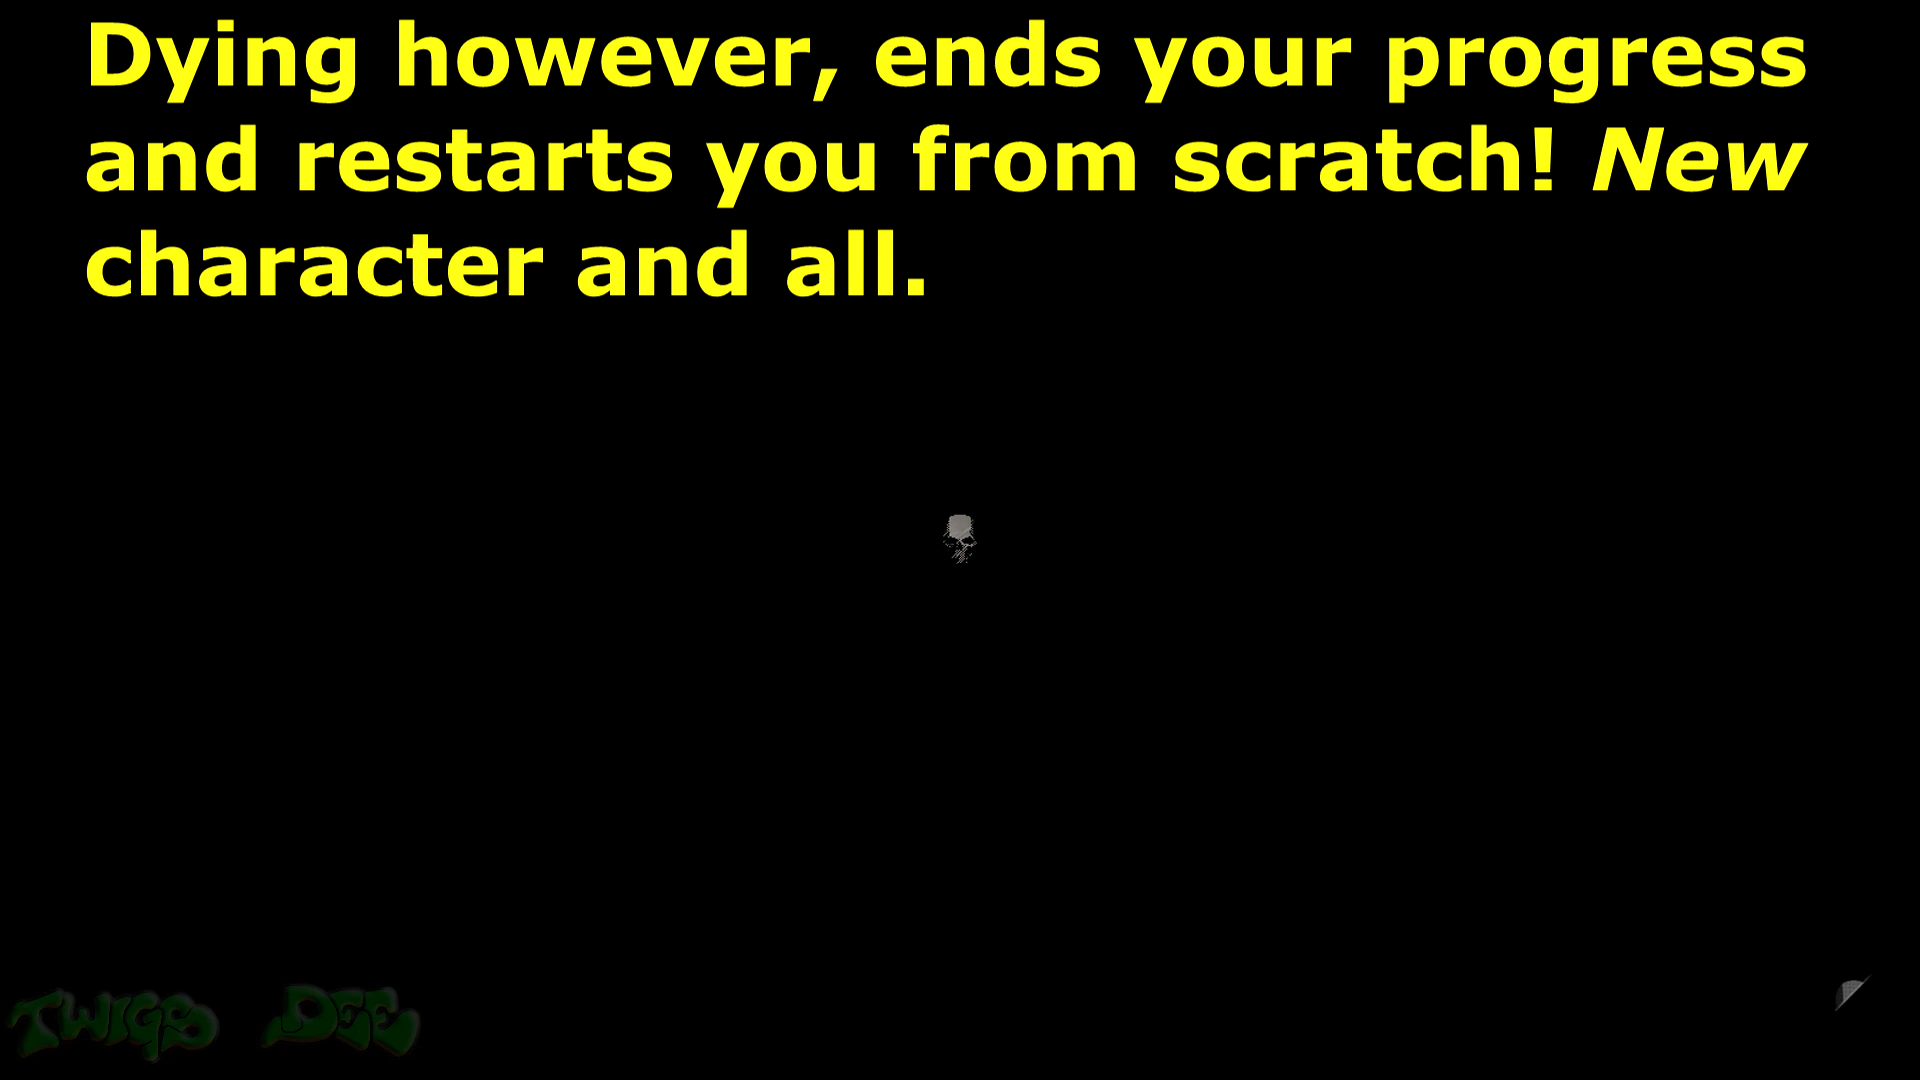 Dying however, ends your progress
and restarts you from scratch! New
character and all.
TWIGS DEE